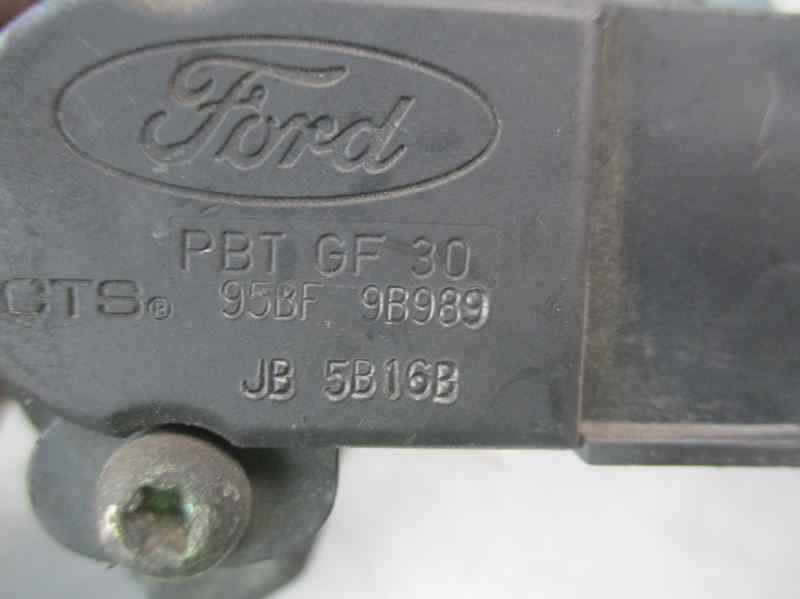 Ford
PBT GF 30
CTS® 95BF 9B989
JB 5B16B